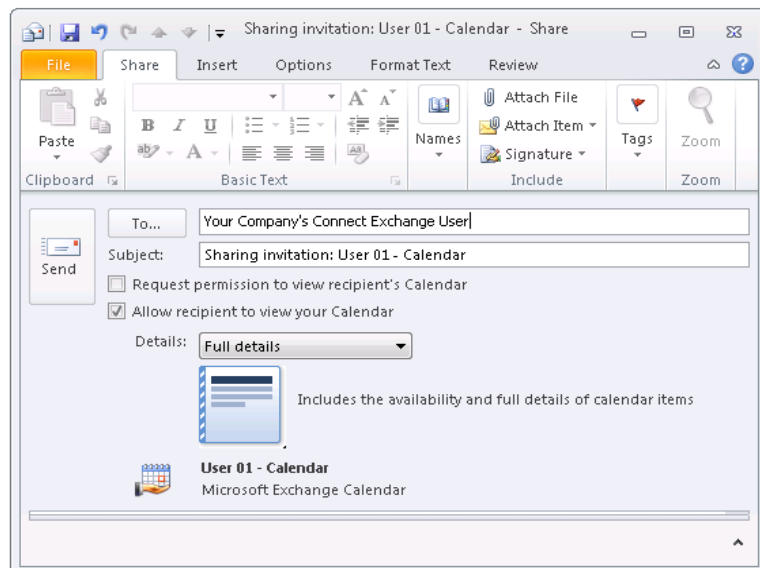 Sharing invitation: User 01 - Calendar - Share
File Share Insert Options Format Text Review
Paste
B I U
A A
ab A
Aa
Names
Attach File
Attach Item
Signature
Tags
Zoom
Clipboard Basic Text Include Zoom
Send
To... Your Company's Connect Exchange User
Subject: Sharing invitation: User 01 - Calendar
Request permission to view recipient's Calendar
Allow recipient to view your Calendar
Details: Full details
Includes the availability and full details of calendar items
User 01 - Calendar
Microsoft Exchange Calendar